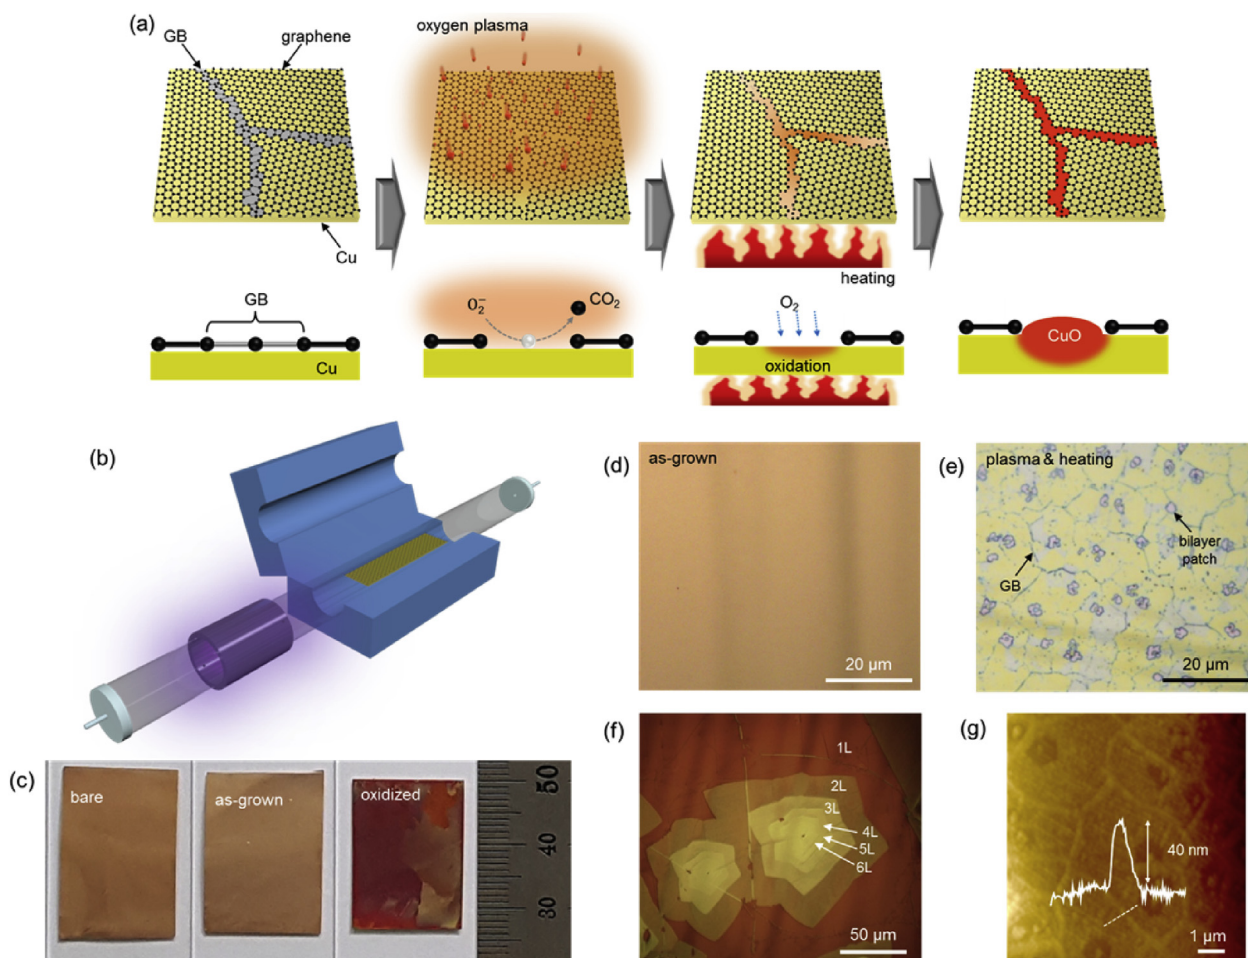 (a)
GB
graphene
oxygen plasma
Cu
heating
GB
Cu
O₂⁻
CO₂
O₂
oxidation
CuO
(b)
(c)
bare
as-grown
oxidized
50
40
30
(d)
as-grown
20 µm
(e)
plasma & heating
bilayer
patch
GB
20 µm
(f)
1L
2L
3L
4L
5L
6L
50 µm
(g)
40 nm
1 µm